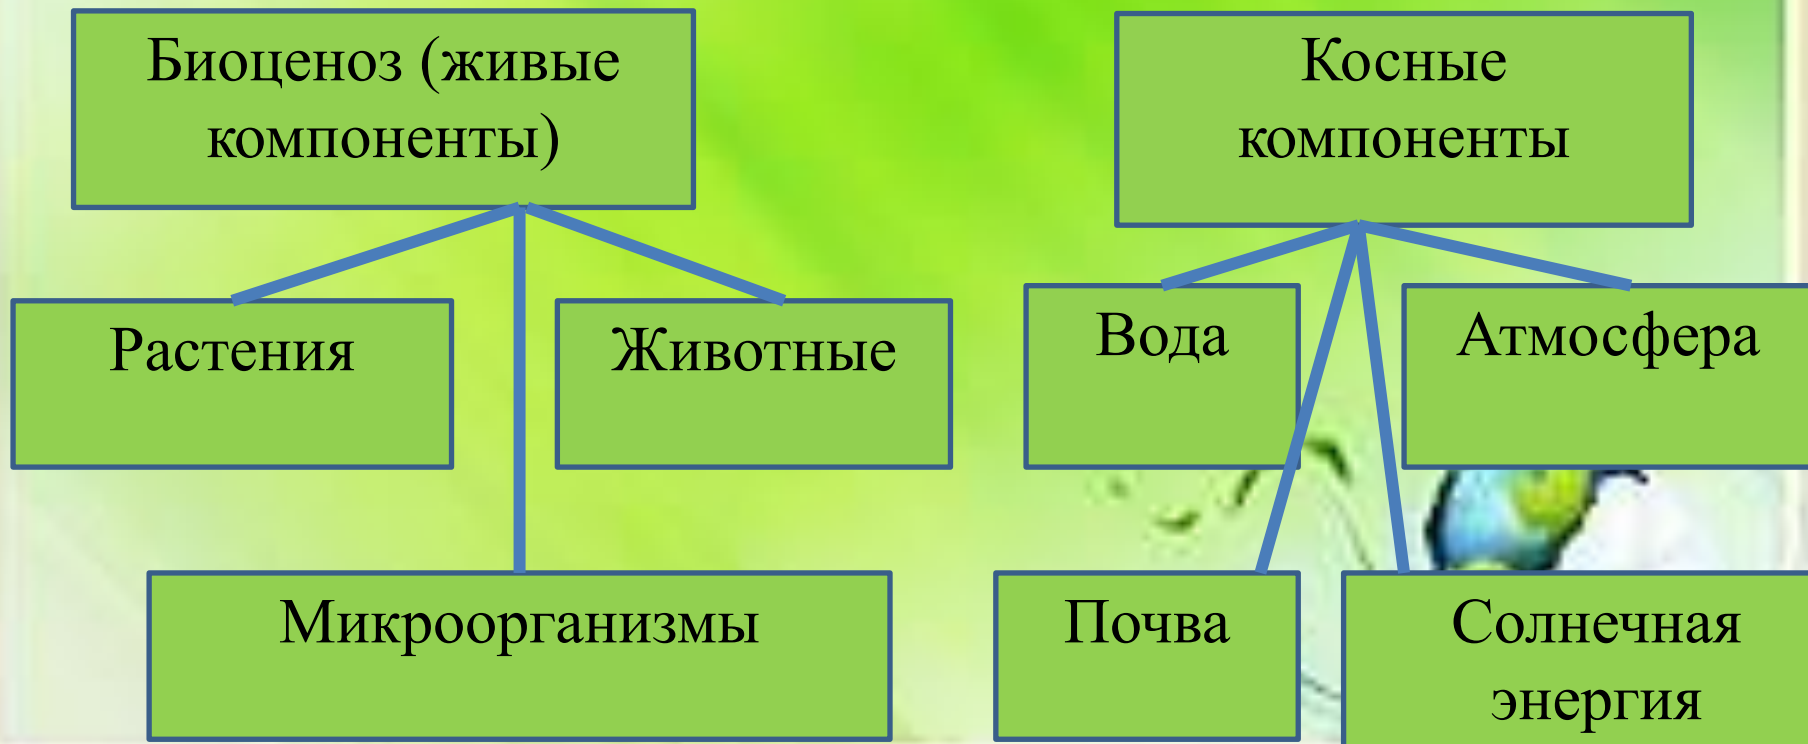 Биоценоз (живые
компоненты)
Косные
компоненты
Растения
Животные
Вода
Атмосфера
Микроорганизмы
Почва
Солнечная
энергия